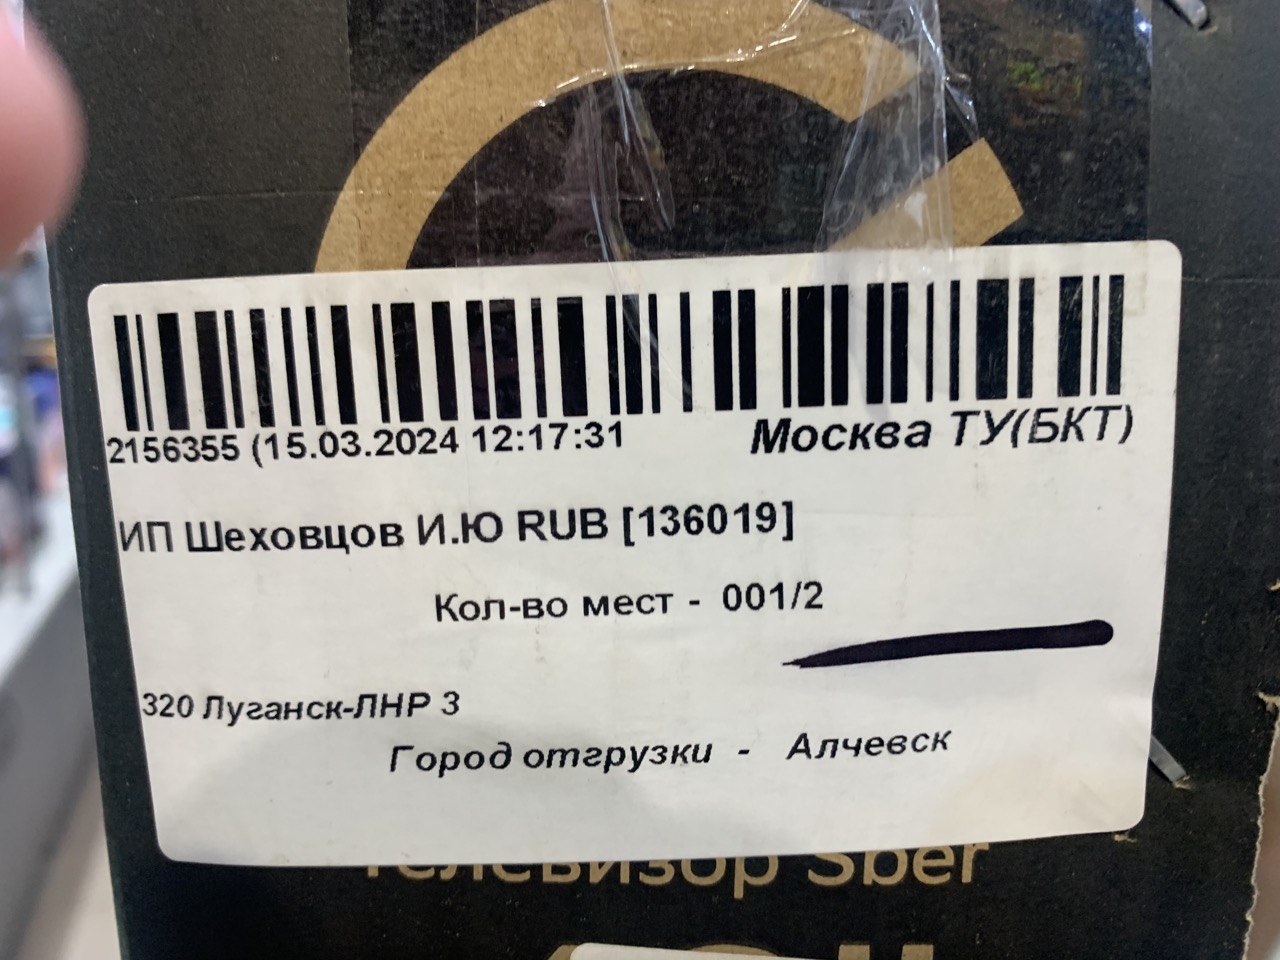 2156355 (15.03.2024 12:17:31
Москва ТУ(БКТ)
ИП Шеховцов И.Ю RUB [136019]
Кол-во мест - 001/2
320 Луганск-ЛНР 3
Город отгрузки - Алчевск
Телевизор Sber